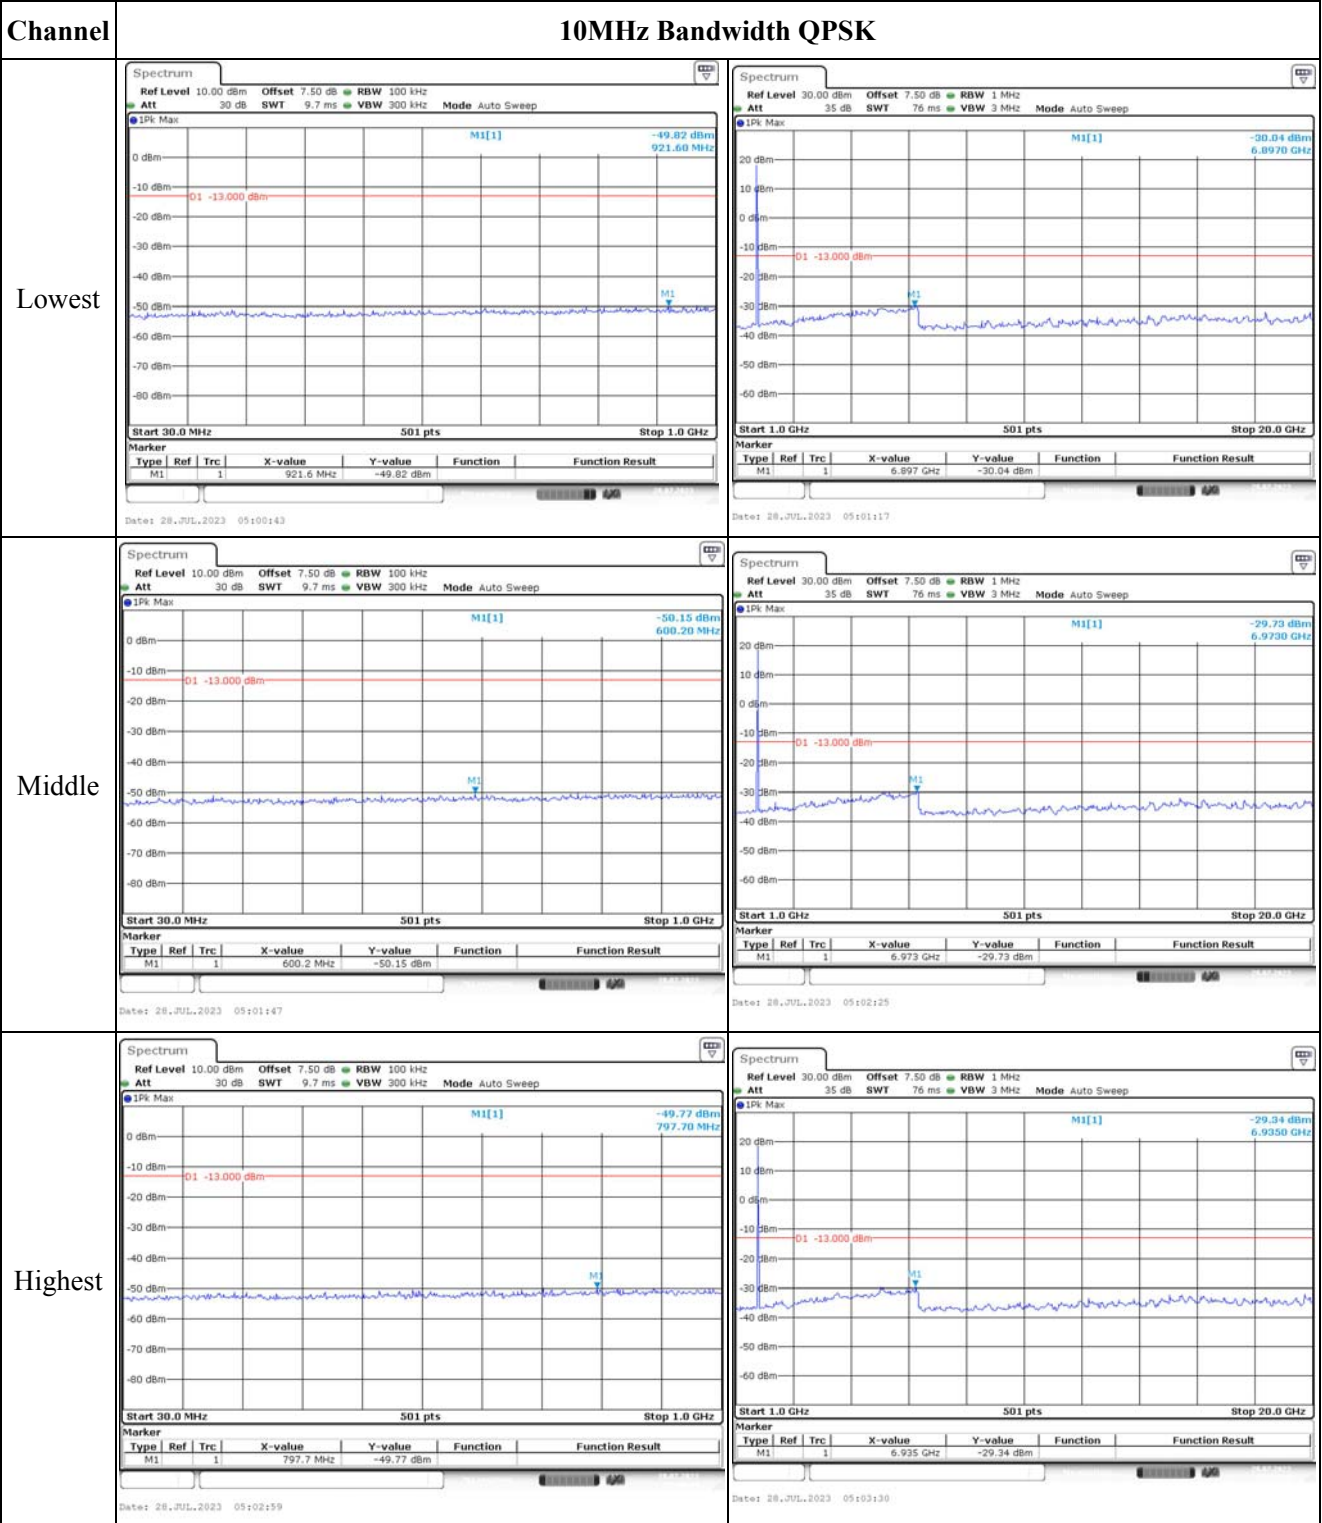 Channel 10MHz Bandwidth QPSK
Lowest
Spectrum
Ref Level 10.00 dBm Offset 7.50 dB RBW 100 kHz
Att 30 dB SWT 9.7 ms VBW 300 kHz Mode Auto Sweep
1Pk Max
M1[1] -49.82 dBm
921.60 MHz
0 dBm
-10 dBm
D1 -13.000 dBm
-20 dBm
-30 dBm
-40 dBm
M1
-50 dBm
-60 dBm
-70 dBm
-80 dBm
Start 30.0 MHz 501 pts Stop 1.0 GHz
Marker
Type Ref Trc X-value Y-value Function Function Result
M1 1 921.6 MHz -49.82 dBm
Date: 28.JUL.2023 05:00:43
Spectrum
Ref Level 30.00 dBm Offset 7.50 dB RBW 1 MHz
Att 35 dB SWT 76 ms VBW 3 MHz Mode Auto Sweep
1Pk Max
M1[1] -30.04 dBm
6.8970 GHz
20 dBm
10 dBm
0 dBm
-10 dBm
D1 -13.000 dBm
-20 dBm
M1
-30 dBm
-40 dBm
-50 dBm
-60 dBm
Start 1.0 GHz 501 pts Stop 20.0 GHz
Marker
Type Ref Trc X-value Y-value Function Function Result
M1 1 6.897 GHz -30.04 dBm
Date: 28.JUL.2023 05:01:17
Middle
Spectrum
Ref Level 10.00 dBm Offset 7.50 dB RBW 100 kHz
Att 30 dB SWT 9.7 ms VBW 300 kHz Mode Auto Sweep
1Pk Max
M1[1] -50.15 dBm
600.20 MHz
0 dBm
-10 dBm
D1 -13.000 dBm
-20 dBm
-30 dBm
-40 dBm
M1
-50 dBm
-60 dBm
-70 dBm
-80 dBm
Start 30.0 MHz 501 pts Stop 1.0 GHz
Marker
Type Ref Trc X-value Y-value Function Function Result
M1 1 600.2 MHz -50.15 dBm
Date: 28.JUL.2023 05:01:47
Spectrum
Ref Level 30.00 dBm Offset 7.50 dB RBW 1 MHz
Att 35 dB SWT 76 ms VBW 3 MHz Mode Auto Sweep
1Pk Max
M1[1] -29.73 dBm
6.9730 GHz
20 dBm
10 dBm
0 dBm
-10 dBm
D1 -13.000 dBm
-20 dBm
M1
-30 dBm
-40 dBm
-50 dBm
-60 dBm
Start 1.0 GHz 501 pts Stop 20.0 GHz
Marker
Type Ref Trc X-value Y-value Function Function Result
M1 1 6.973 GHz -29.73 dBm
Date: 28.JUL.2023 05:02:25
Highest
Spectrum
Ref Level 10.00 dBm Offset 7.50 dB RBW 100 kHz
Att 30 dB SWT 9.7 ms VBW 300 kHz Mode Auto Sweep
1Pk Max
M1[1] -49.77 dBm
797.70 MHz
0 dBm
-10 dBm
D1 -13.000 dBm
-20 dBm
-30 dBm
-40 dBm
M1
-50 dBm
-60 dBm
-70 dBm
-80 dBm
Start 30.0 MHz 501 pts Stop 1.0 GHz
Marker
Type Ref Trc X-value Y-value Function Function Result
M1 1 797.7 MHz -49.77 dBm
Date: 28.JUL.2023 05:02:59
Spectrum
Ref Level 30.00 dBm Offset 7.50 dB RBW 1 MHz
Att 35 dB SWT 76 ms VBW 3 MHz Mode Auto Sweep
1Pk Max
M1[1] -29.34 dBm
6.9350 GHz
20 dBm
10 dBm
0 dBm
-10 dBm
D1 -13.000 dBm
-20 dBm
M1
-30 dBm
-40 dBm
-50 dBm
-60 dBm
Start 1.0 GHz 501 pts Stop 20.0 GHz
Marker
Type Ref Trc X-value Y-value Function Function Result
M1 1 6.935 GHz -29.34 dBm
Date: 28.JUL.2023 05:03:30